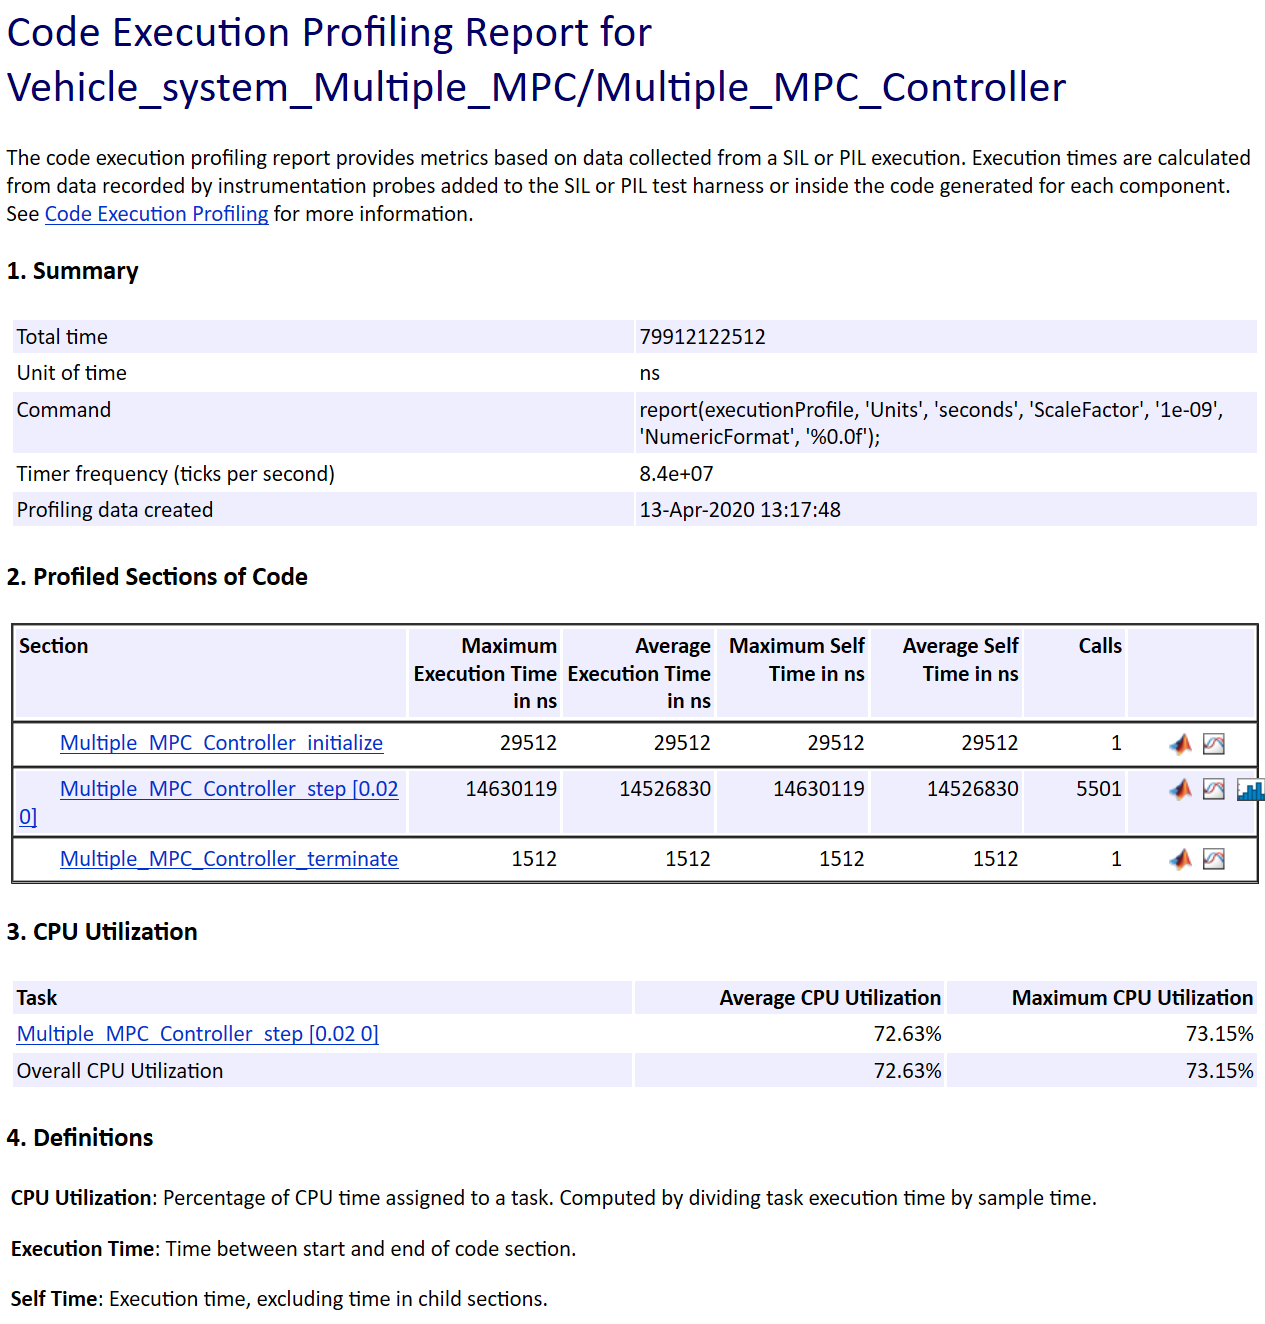 Code Execution Profiling Report for
Vehicle_system_Multiple_MPC/Multiple_MPC_Controller
The code execution profiling report provides metrics based on data collected from a SIL or PIL execution. Execution times are calculated
from data recorded by instrumentation probes added to the SIL or PIL test harness or inside the code generated for each component.
See Code Execution Profiling for more information.
1. Summary
Total time 79912122512
Unit of time ns
Command report(executionProfile, 'Units', 'seconds', 'ScaleFactor', '1e-09',
'NumericFormat', '%0.0f');
Timer frequency (ticks per second) 8.4e+07
Profiling data created 13-Apr-2020 13:17:48
2. Profiled Sections of Code
Section Maximum Average Maximum Self Average Self Calls
Execution Time Execution Time Time in ns Time in ns
in ns in ns
Multiple_MPC_Controller_initialize 29512 29512 29512 29512 1
Multiple_MPC_Controller_step [0.02 14630119 14526830 14630119 14526830 5501
0]
Multiple_MPC_Controller_terminate 1512 1512 1512 1512 1
3. CPU Utilization
Task Average CPU Utilization Maximum CPU Utilization
Multiple_MPC_Controller_step [0.02 0] 72.63% 73.15%
Overall CPU Utilization 72.63% 73.15%
4. Definitions
CPU Utilization: Percentage of CPU time assigned to a task. Computed by dividing task execution time by sample time.
Execution Time: Time between start and end of code section.
Self Time: Execution time, excluding time in child sections.